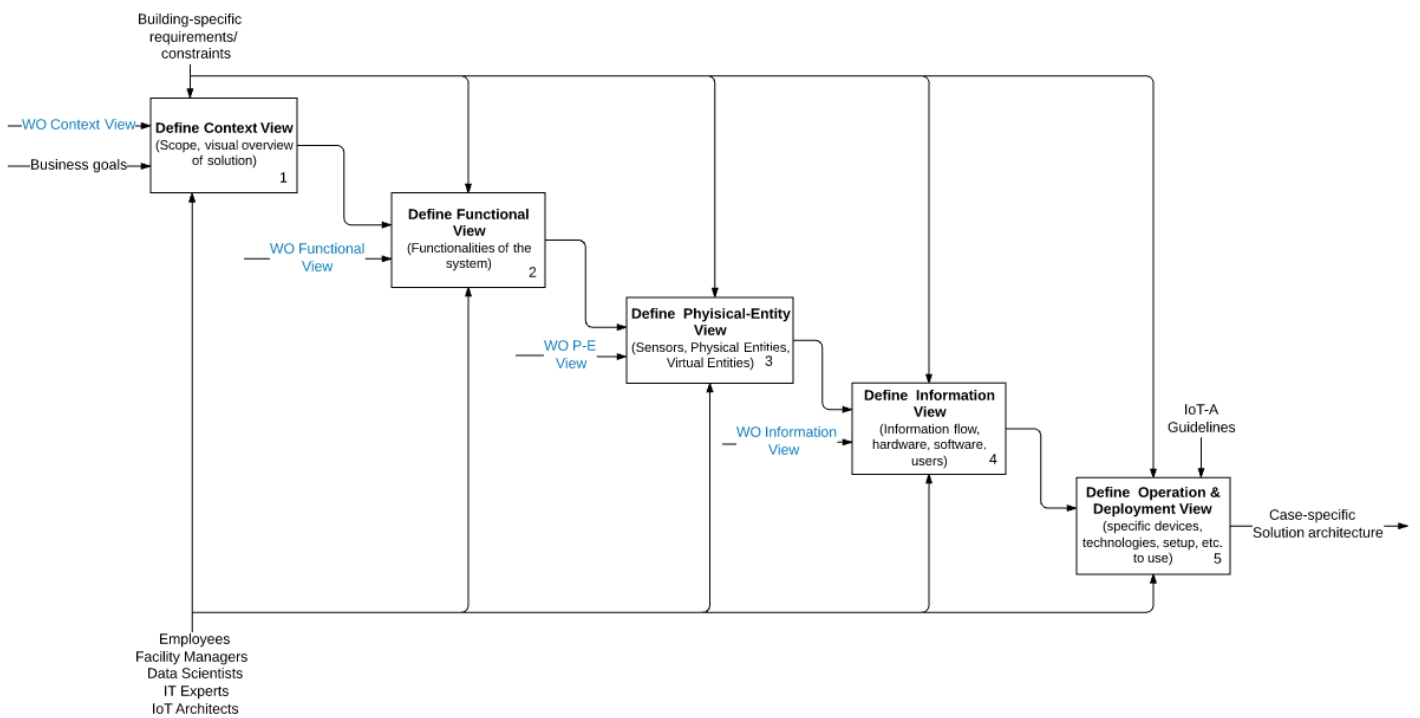 Building-specific
requirements/
constraints
WO Context View
Business goals
Define Context View
(Scope, visual overview
of solution)
1
WO Functional
View
Define Functional
View
(Functionalities of the
system)
2
WO P-E
View
Define Phyisical-Entity
View
(Sensors, Physical Entities,
Virtual Entities)
3
WO Information
View
Define Information
View
(Information flow,
hardware, software,
users)
4
IoT-A
Guidelines
Define Operation &
Deployment View
(specific devices,
technologies, setup, etc.
to use)
5
Case-specific
Solution architecture
Employees
Facility Managers
Data Scientists
IT Experts
IoT Architects